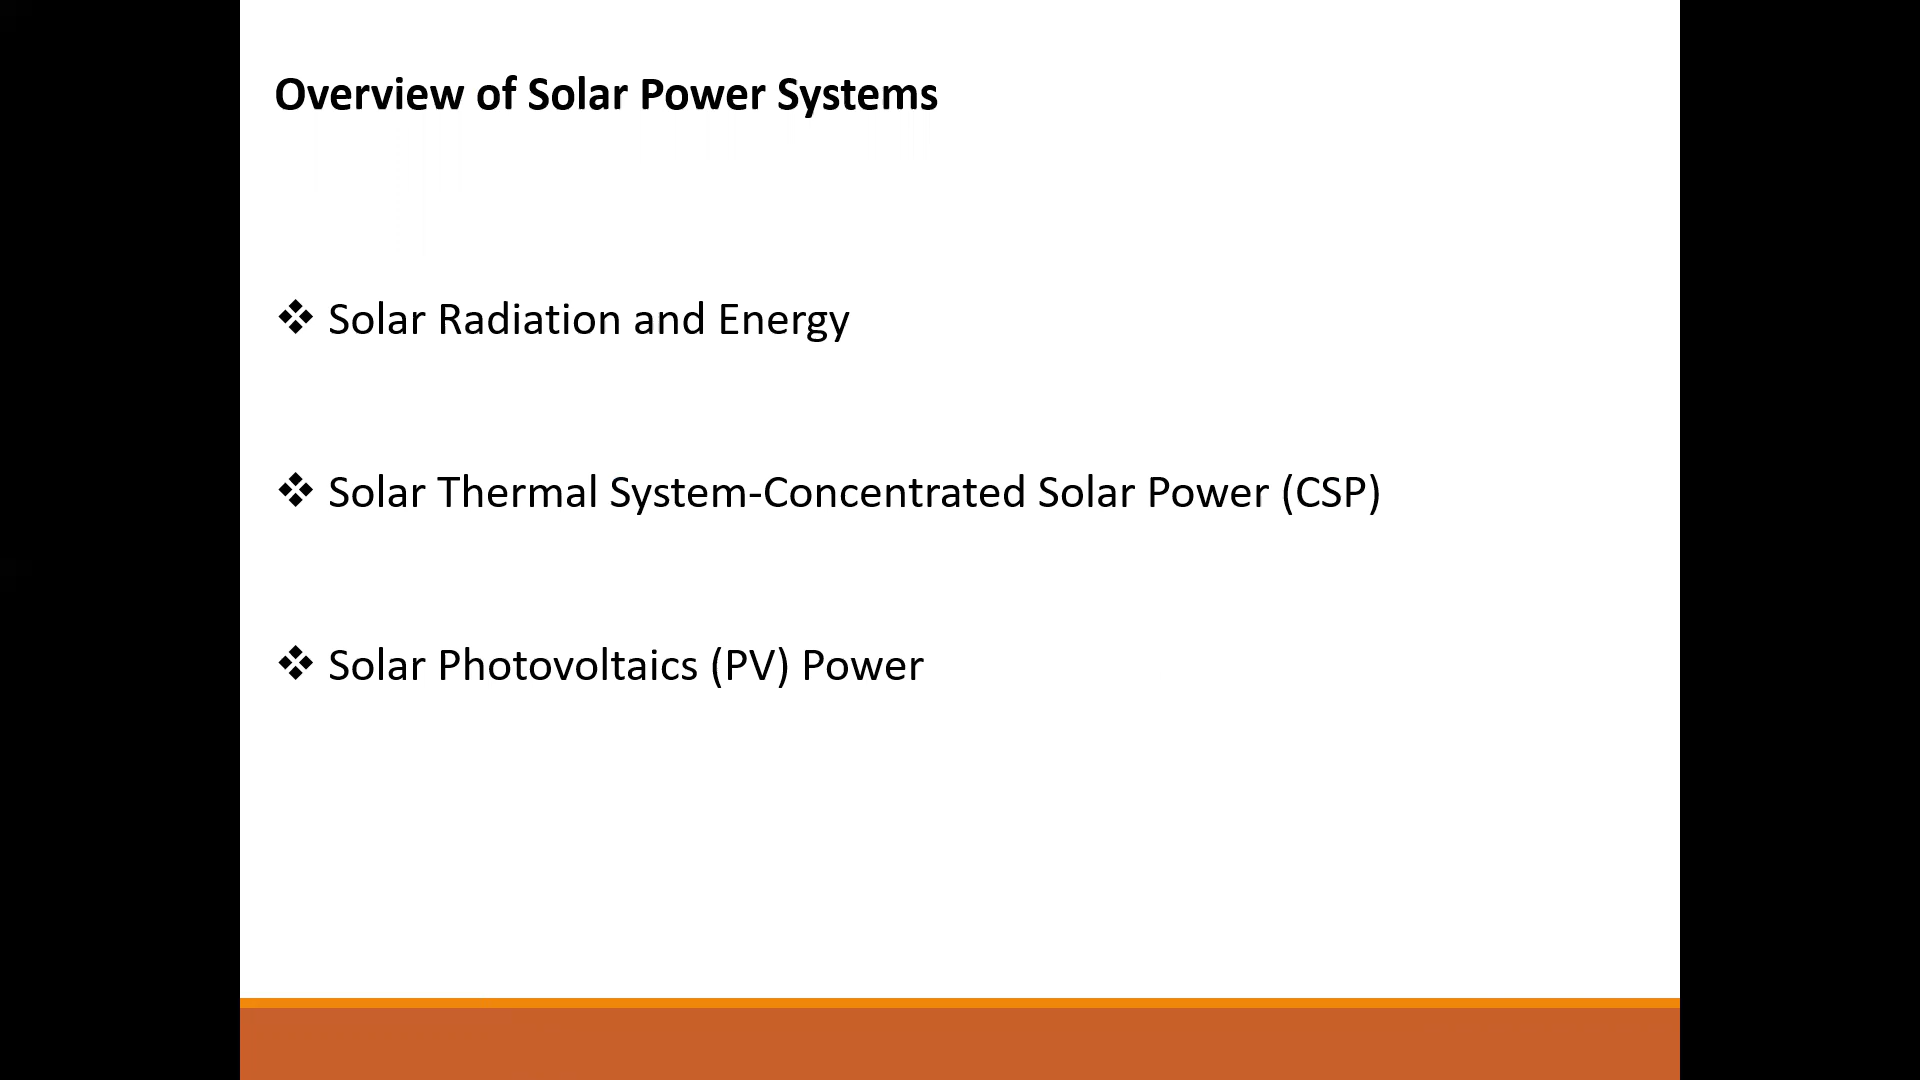 Overview of Solar Power Systems
❖ Solar Radiation and Energy
❖ Solar Thermal System-Concentrated Solar Power (CSP)
❖ Solar Photovoltaics (PV) Power